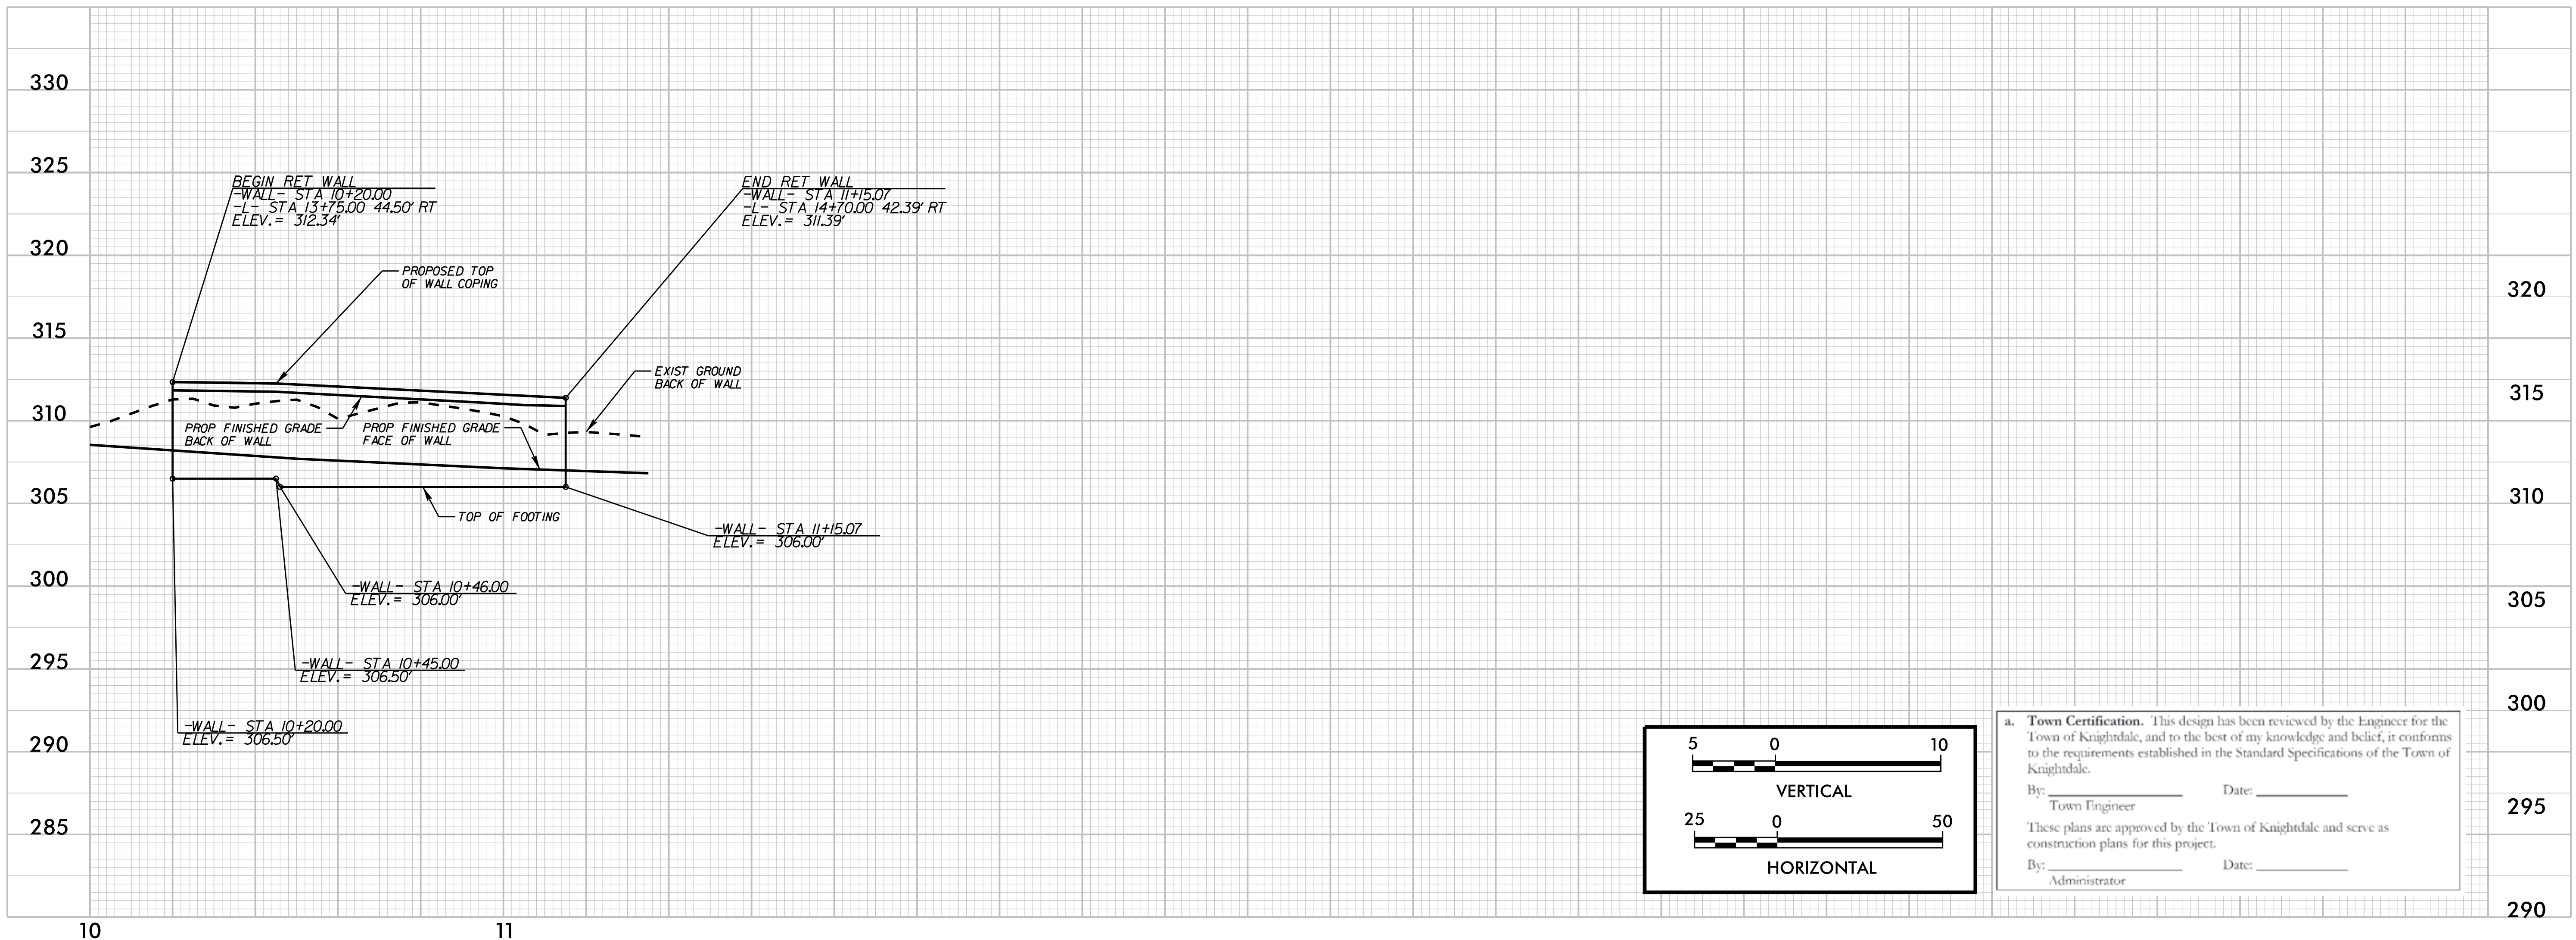 330
325
320
315
310
305
300
295
290
285
BEGIN RET WALL
-WALL- STA 10+20.00
-L- STA 13+75.00 44.50' RT
ELEV.= 312.34'
END RET WALL
-WALL- STA 11+15.07
-L- STA 14+70.00 42.39' RT
ELEV.= 311.39'
PROPOSED TOP
OF WALL COPING
EXIST GROUND
BACK OF WALL
PROP FINISHED GRADE
BACK OF WALL
PROP FINISHED GRADE
FACE OF WALL
TOP OF FOOTING
-WALL- STA 11+15.07
ELEV.= 306.00'
-WALL- STA 10+46.00
ELEV.= 306.00'
-WALL- STA 10+45.00
ELEV.= 306.50'
-WALL- STA 10+20.00
ELEV.= 306.50'
10
11
5 0 10
VERTICAL
25 0 50
HORIZONTAL
a. Town Certification. This design has been reviewed by the Engineer for the
Town of Knightdale, and to the best of my knowledge and belief, it conforms
to the requirements established in the Standard Specifications of the Town of
Knightdale.
By: Date:
Town Engineer
These plans are approved by the Town of Knightdale and serve as
construction plans for this project.
By: Date:
Administrator
320
315
310
305
300
295
290